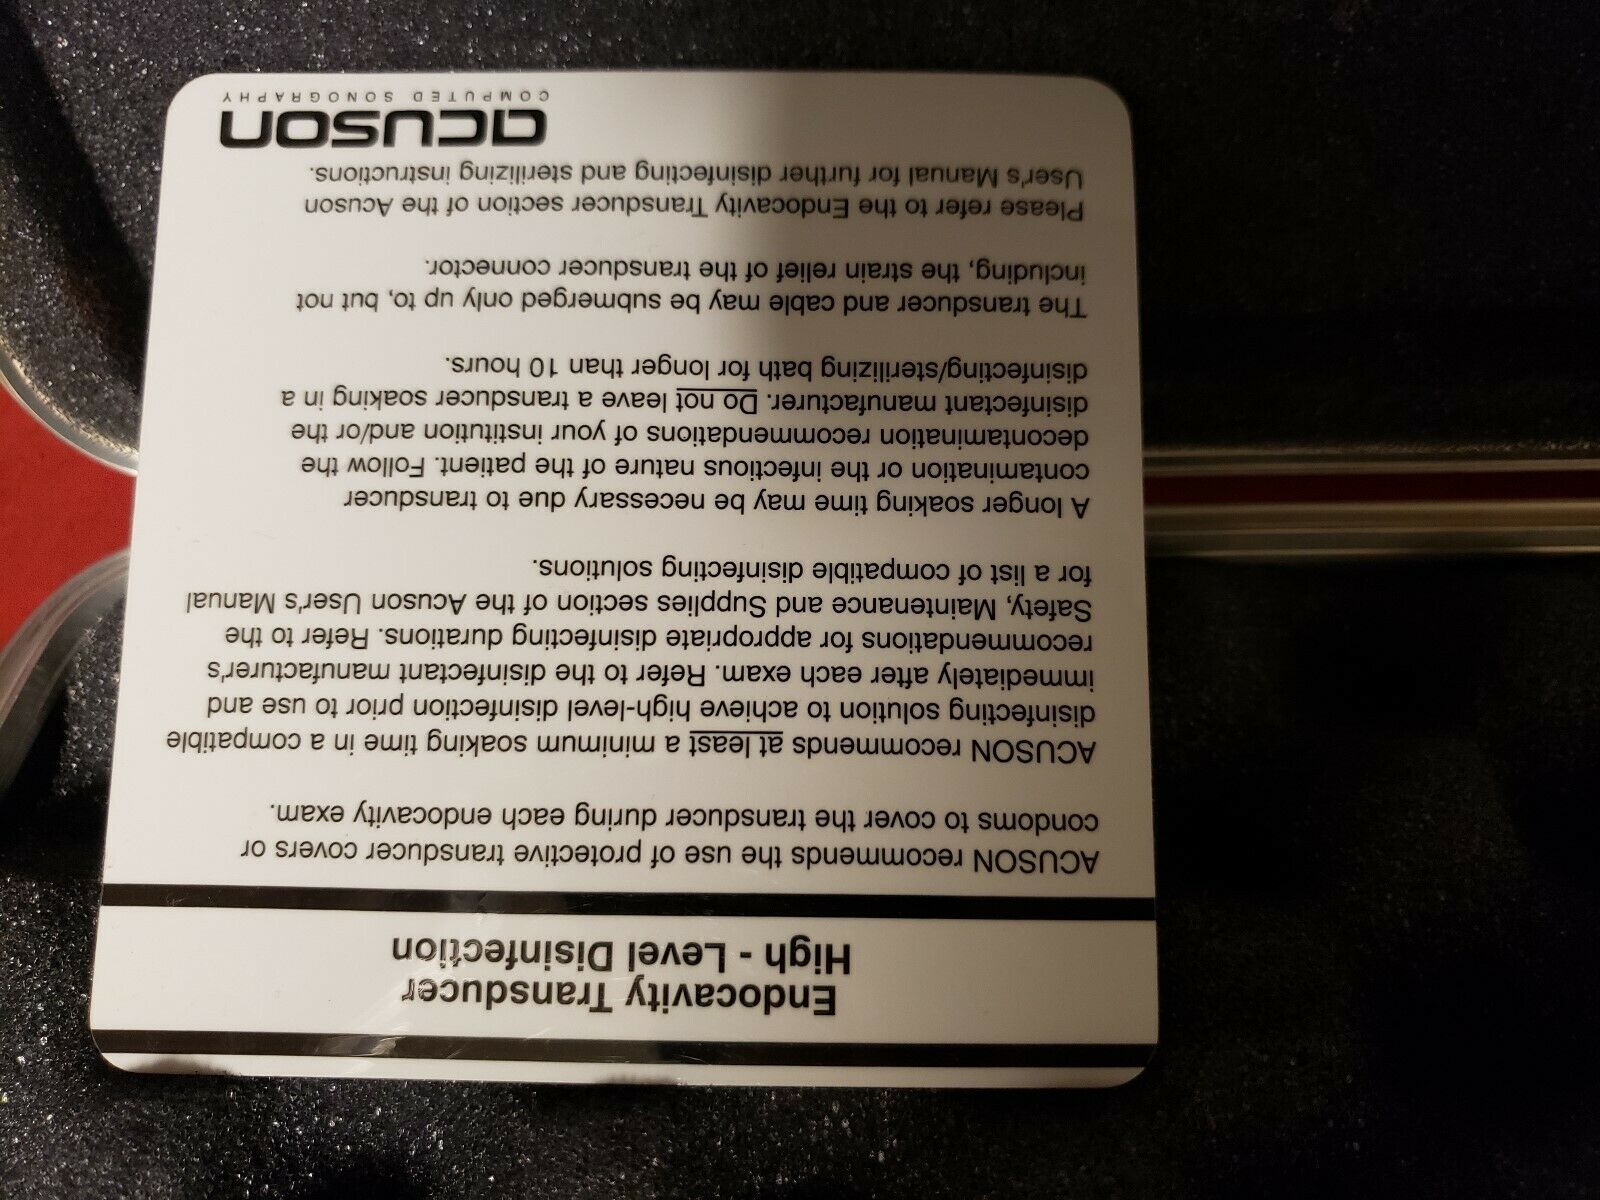 Endocavity Transducer
High - Level Disinfection
ACUSON recommends the use of protective transducer covers or
condoms to cover the transducer during each endocavity exam.
ACUSON recommends at least a minimum soaking time in a compatible
disinfecting solution to achieve high-level disinfection prior to use and
immediately after each exam. Refer to the disinfectant manufacturer's
recommendations for appropriate disinfecting durations. Refer to the
Safety, Maintenance and Supplies section of the Acuson User's Manual
for a list of compatible disinfecting solutions.
A longer soaking time may be necessary due to transducer
contamination or the infectious nature of the patient. Follow the
decontamination recommendations of your institution and/or the
disinfectant manufacturer. Do not leave a transducer soaking in a
disinfecting/sterilizing bath for longer than 10 hours.
The transducer and cable may be submerged only up to, but not
including, the strain relief of the transducer connector.
Please refer to the Endocavity Transducer section of the Acuson
User's Manual for further disinfecting and sterilizing instructions.
acuson
COMPUTED SONOGRAPHY